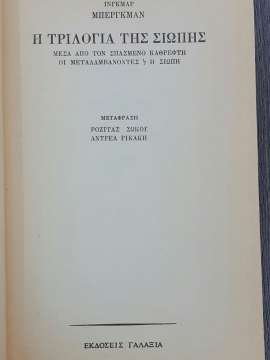 ΙΝΓΚΜΑΡ
ΜΠΕΡΓΚΜΑΝ
Η ΤΡΙΛΟΓΙΑ ΤΗΣ ΣΙΩΠΗΣ
ΜΕΣΑ ΑΠΟ ΤΟΝ ΣΠΑΣΜΕΝΟ ΚΑΘΡΕΦΤΗ
ΟΙ ΜΕΤΑΛΑΜΒΑΝΟΝΤΕΣ § Η ΣΙΩΠΗ
ΜΕΤΑΦΡΑΣΗ
ΡΟΖΙΤΑΣ ΣΩΚΟΥ
ΑΝΤΡΕΑ ΡΙΚΑΚΗ
ΕΚΔΟΣΕΙΣ ΓΑΛΑΞΙΑ